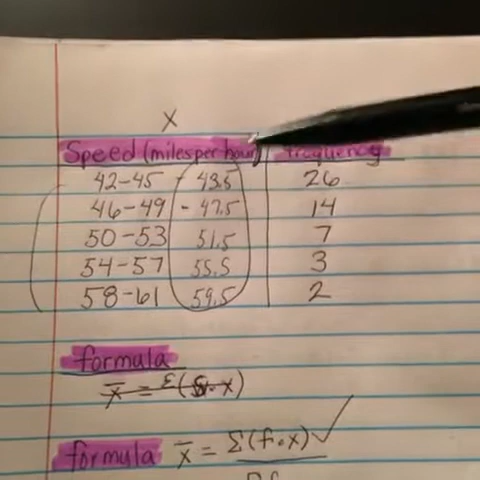 X
Speed (miles per hour) frequency
42-45 - 43.5 26
46-49 - 47.5 14
50-53 51.5 7
54-57 55.5 3
58-61 59.5 2
formula
x̄ = Σ(f·x)
formula x̄ = Σ(f·x) ✓